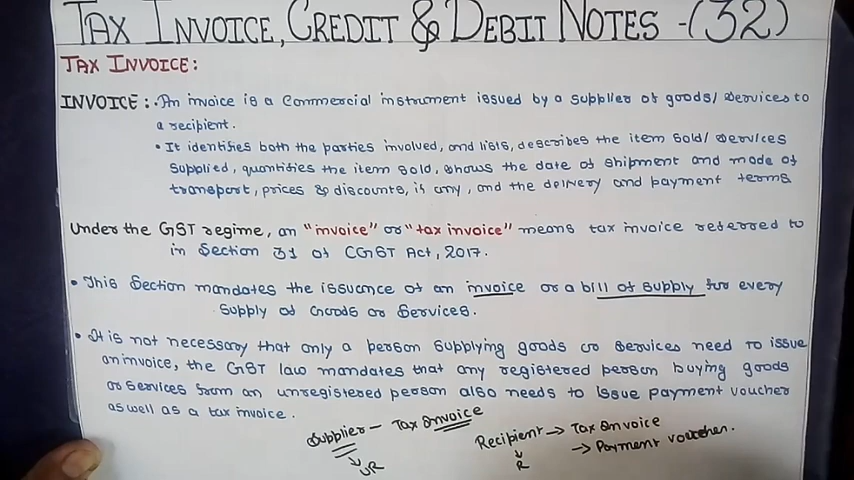 TAX INVOICE, CREDIT & DEBIT NOTES -(32)
TAX INVOICE:
INVOICE: • An invoice is a commercial instrument issued by a supplier of goods/ services to
a recipient.
• It identifies both the parties involved, and lists, describes the item sold/ services
supplied, quantifies the item sold, shows the date of shipment and mode of
transport, prices & discounts, if any, and the delivery and payment terms
Under the GST regime, an "invoice" or "tax invoice" means tax invoice referred to
in Section 31 of CGST Act, 2017.
• This Section mandates the issuence of an invoice or a bill of supply for every
supply of Goods or Services.
• It is not necessary that only a person supplying goods or services need to issue
an invoice, the GST law mandates that any registered person buying goods
or services from an unregistered person also needs to issue payment voucher
as well as a tax invoice.
Supplier - Tax Invoice
→ UR
Recipient → Tax Invoice
↓ → Payment voucher.
R